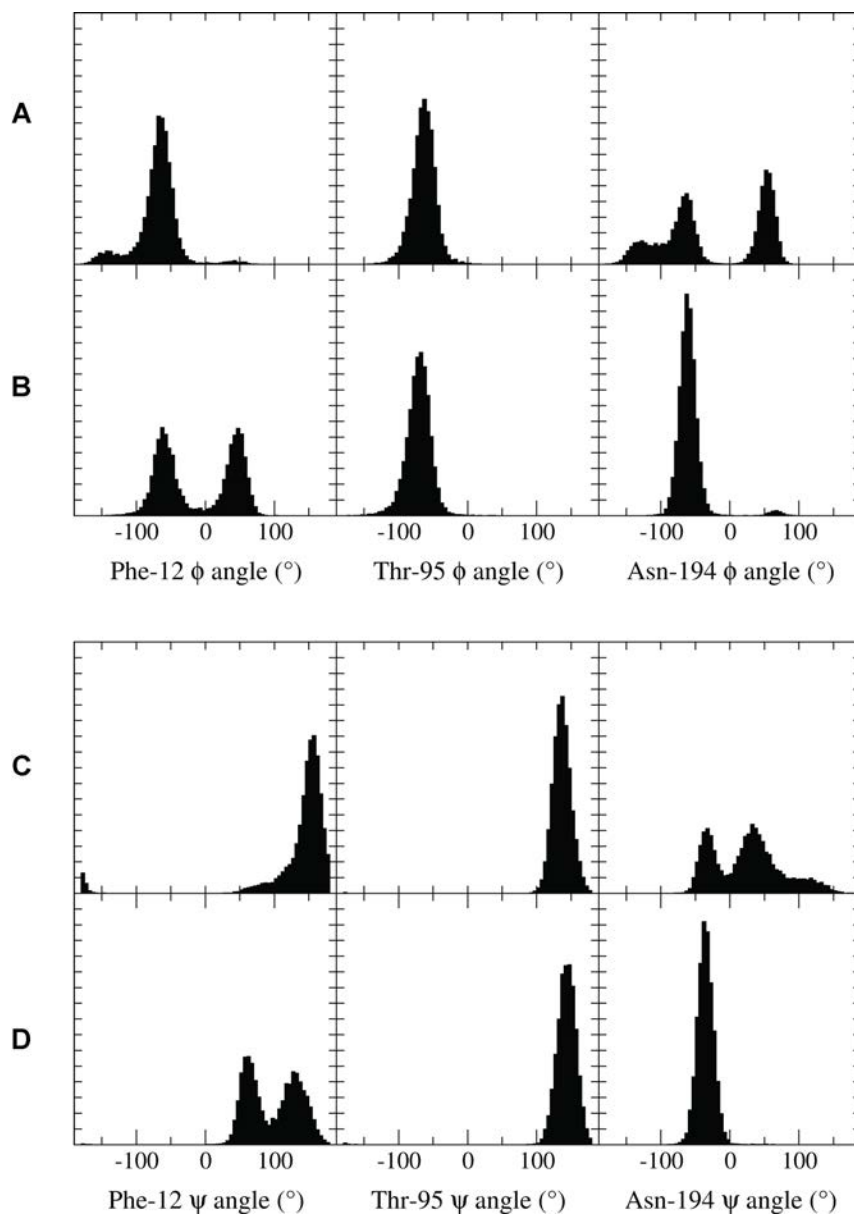 A
B
-100 0 100 -100 0 100 -100 0 100
Phe-12 ϕ angle (°) Thr-95 ϕ angle (°) Asn-194 ϕ angle (°)
C
D
-100 0 100 -100 0 100 -100 0 100
Phe-12 ψ angle (°) Thr-95 ψ angle (°) Asn-194 ψ angle (°)